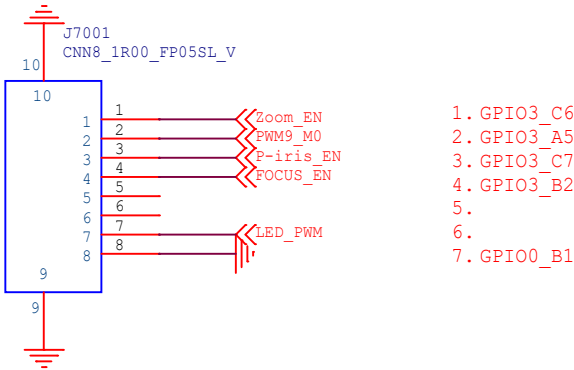 J7001
CNN8_1R00_FP05SL_V
10
10
1 1 Zoom_EN
2 2 PWM9_M0
3 3 P-iris_EN
4 4 FOCUS_EN
5 5
6 6
7 7 LED_PWM
8 8
9
9
1. GPIO3_C6
2. GPIO3_A5
3. GPIO3_C7
4. GPIO3_B2
5.
6.
7. GPIO0_B1